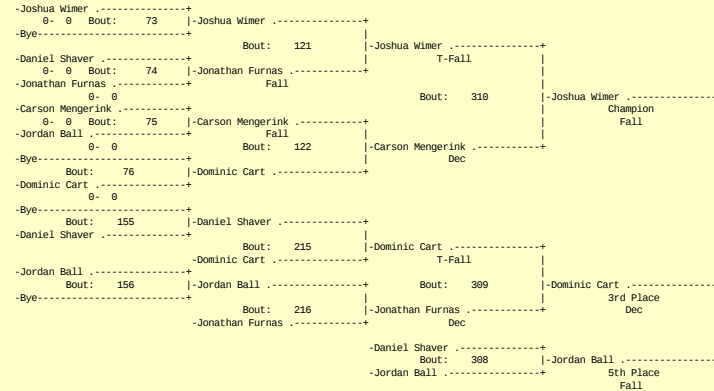 -Joshua Wimer .---------------+
0- 0 Bout: 73 |-Joshua Wimer .---------------+
-Bye--------------------------+ |
Bout: 121 |-Joshua Wimer .---------------+
-Daniel Shaver .--------------+ | T-Fall |
0- 0 Bout: 74 |-Jonathan Furnas .------------+ |
-Jonathan Furnas .------------+ Fall |
0- 0 Bout: 310 |-Joshua Wimer .---------------
-Carson Mengerink .-----------+ | Champion
0- 0 Bout: 75 |-Carson Mengerink .-----------+ | Fall
-Jordan Ball .----------------+ Fall | |
0- 0 Bout: 122 |-Carson Mengerink .-----------+
-Bye--------------------------+ | Dec
Bout: 76 |-Dominic Cart .---------------+
-Dominic Cart .---------------+
0- 0
-Bye--------------------------+
Bout: 155 |-Daniel Shaver .--------------+
-Daniel Shaver .--------------+ |
Bout: 215 |-Dominic Cart .---------------+
-Dominic Cart .---------------+ T-Fall |
|
-Jordan Ball .----------------+ |
Bout: 156 |-Jordan Ball .----------------+ Bout: 309 |-Dominic Cart .---------------
-Bye--------------------------+ | | 3rd Place
Bout: 216 |-Jonathan Furnas .------------+ Dec
-Jonathan Furnas .------------+ Dec
-Daniel Shaver .--------------+
Bout: 308 |-Jordan Ball .----------------
-Jordan Ball .----------------+ 5th Place
Fall